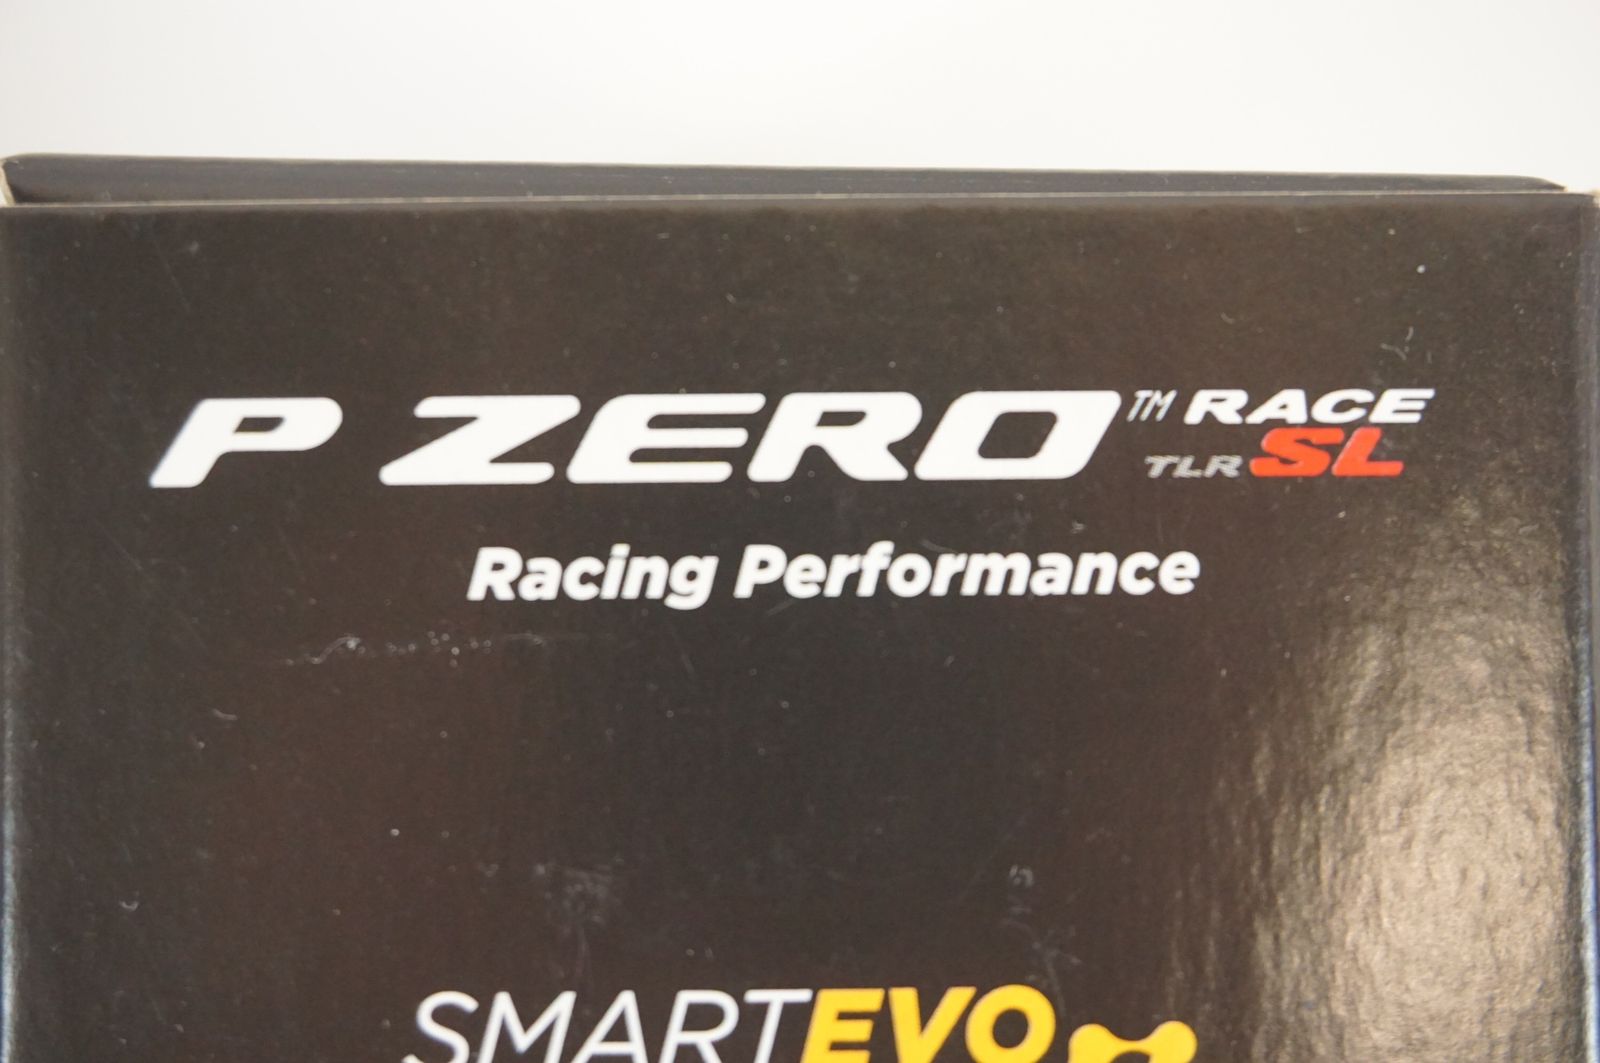 P ZERO™ RACE
TLR SL
Racing Performance
SMARTEVO